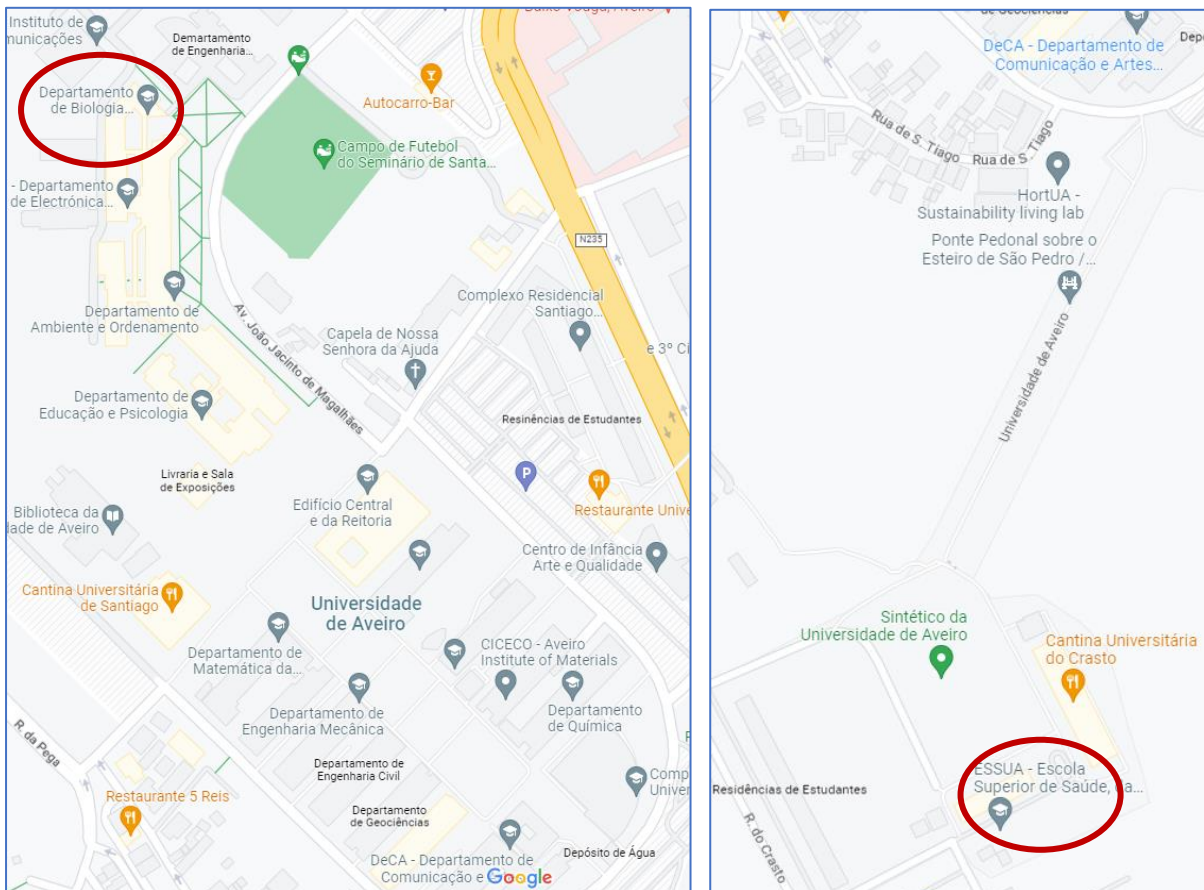 Instituto de
municações
Demartamento
de Engenharia...
Departamento
de Biologia...
Autocarro-Bar
Campo de Futebol
do Seminário de Santa...
- Departamento
de Electrónica...
N235
Departamento de
Ambiente e Ordenamento
Av. João Jacinto de Magalhães
Complexo Residencial
Santiago...
Capela de Nossa
Senhora da Ajuda
e 3º Ci
Departamento de
Educação e Psicologia
Resinências de Estudantes
Livraria e Sala
de Exposições
P
Biblioteca da
dade de Aveiro
Edifício Central
e da Reitoria
Restaurante Unive
Centro de Infância
Arte e Qualidade
Cantina Universitária
de Santiago
Universidade
de Aveiro
Departamento de
Matemática da...
CICECO - Aveiro
Institute of Materials
Departamento de
Engenharia Mecânica
Departamento
de Química
R. da Pega
Departamento de
Engenharia Civil
Comp
Univer
Restaurante 5 Reis
Departamento
de Geociências
DeCA - Departamento de
Comunicação e
Google
Depósito de Água
de Geociências
DeCA - Departamento de
Comunicação e Artes...
Dep
Rua de S. Tiago
Rua de S. Tiago
HortUA -
Sustainability living lab
Ponte Pedonal sobre o
Esteiro de São Pedro /...
Universidade de Aveiro
Sintético da
Universidade de Aveiro
Cantina Universitária
do Crasto
ESSUA - Escola
Superior de Saúde, da...
Residências de Estudantes
R. do Crasto